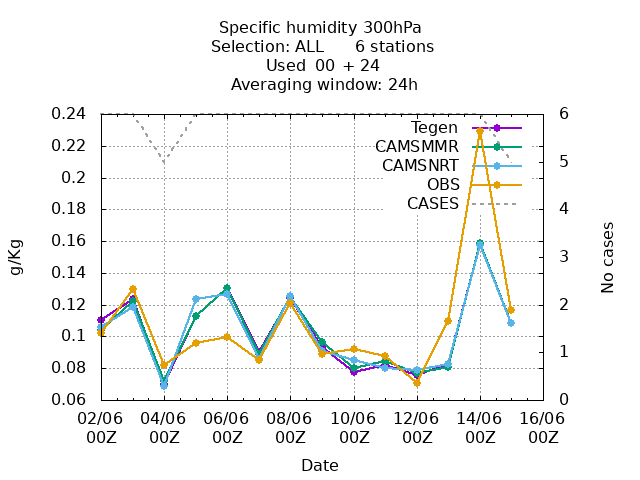 Specific humidity 300hPa
Selection: ALL 6 stations
Used 00 + 24
Averaging window: 24h
0.24
0.22
0.2
0.18
0.16
0.14
0.12
0.1
0.08
0.06
g/Kg
Tegen
CAMSMMR
CAMSNRT
OBS
CASES
6
5
4
3
2
1
0
No cases
02/06 04/06 06/06 08/06 10/06 12/06 14/06 16/06
00Z 00Z 00Z 00Z 00Z 00Z 00Z 00Z
Date